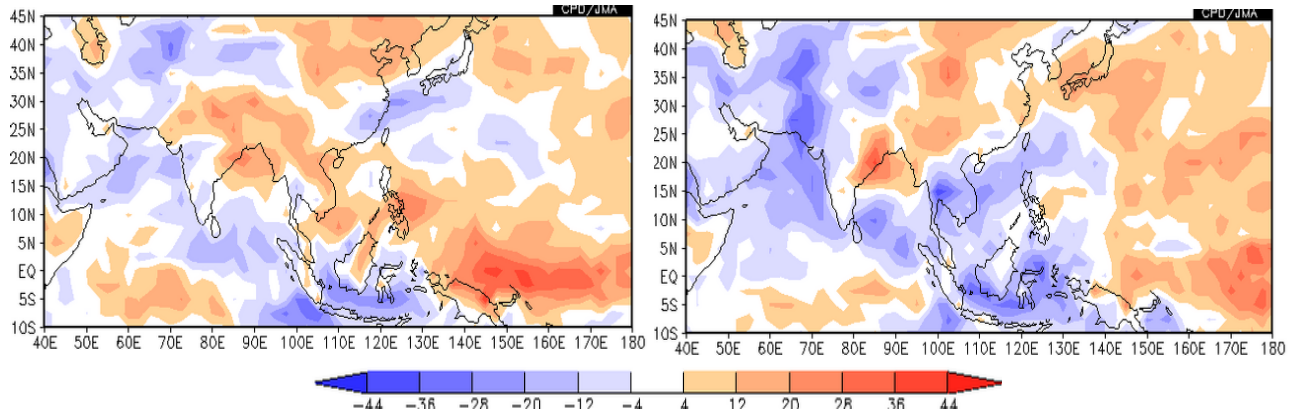 CPD/JMA
45N
40N
35N
30N
25N
20N
15N
10N
5N
EQ
5S
10S
40E 50E 60E 70E 80E 90E 100E 110E 120E 130E 140E 150E 160E 170E 180
CPD/JMA
45N
40N
35N
30N
25N
20N
15N
10N
5N
EQ
5S
10S
40E 50E 60E 70E 80E 90E 100E 110E 120E 130E 140E 150E 160E 170E 180
-44 -36 -28 -20 -12 -4 4 12 20 28 36 44